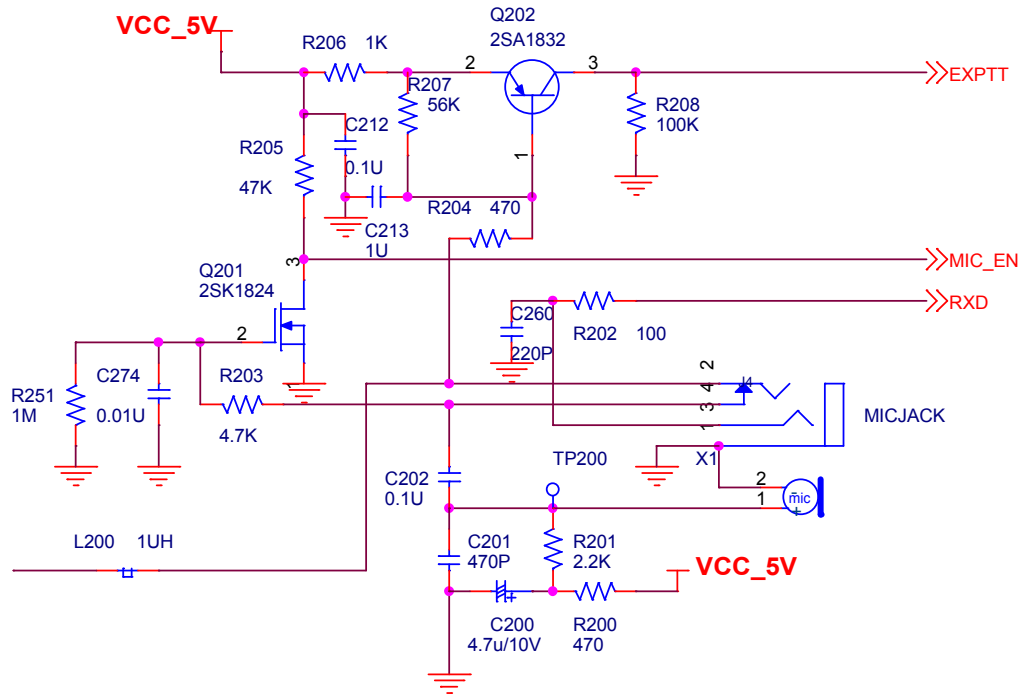 Q202
2SA1832
VCC_5V
R206 1K
2
3
EXPTT
R207
56K
R208
100K
C212
0.1U
R205
47K
1
R204 470
C213
1U
3
MIC_EN
Q201
2SK1824
RXD
C260
220P
R202 100
2
1
2
4
3
1
R251
1M
C274
0.01U
R203
4.7K
MICJACK
TP200
X1
2
1
mic
+
C202
0.1U
L200 1UH
C201
470P
R201
2.2K
VCC_5V
+
C200
4.7u/10V
R200
470